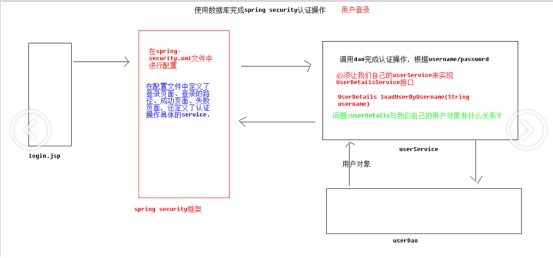 使用数据库完成spring security认证操作 用户登录
login.jsp
在spring-
security.xml文件中
进行配置
在配置文件中定义了
登录页面、登录的路
径、成功页面、失败
页面、还定义了认证
操作具体的service.
spring security框架
调用dao完成认证操作，根据username/password
必须让我们自己的userService来实现
UserDetailsService接口
UserDetails loadUserByUsername(String
username)
问题:userDetails与我们自己的用户对象有什么关系？
userService
用户对象
userDao